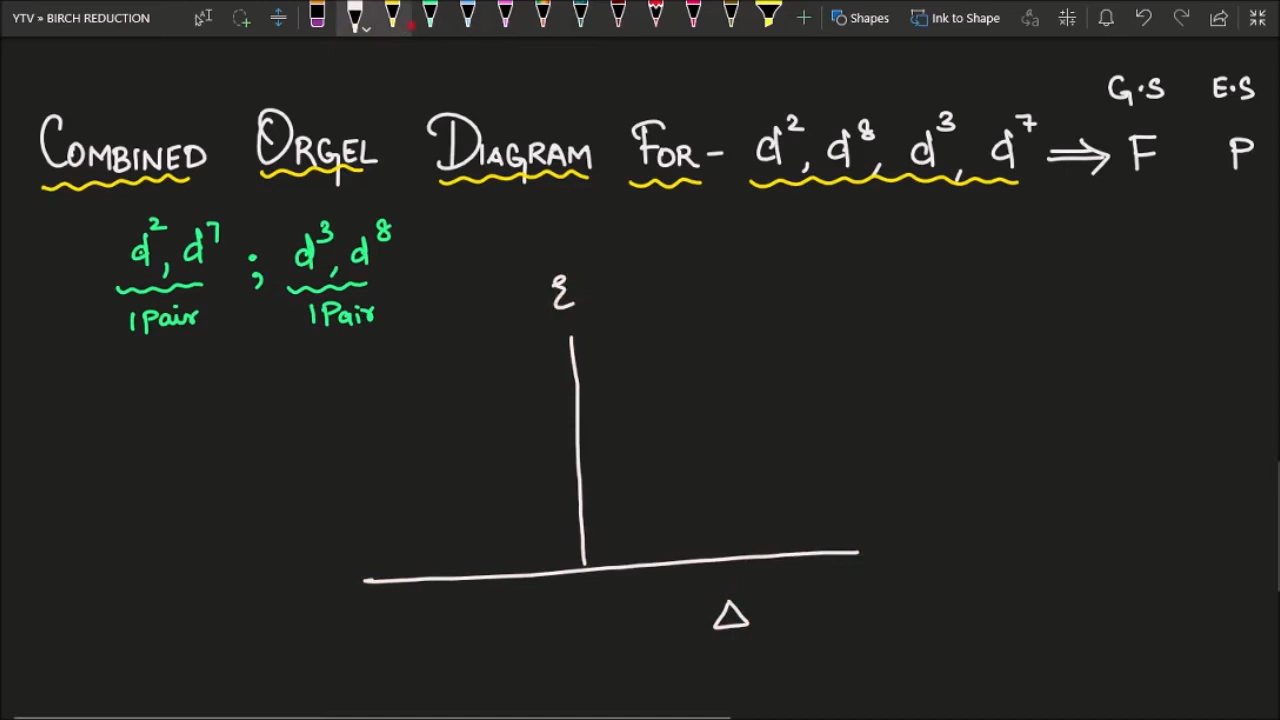 YTV » BIRCH REDUCTION
Shapes
Ink to Shape
G.S E.S
COMBINED ORGEL DIAGRAM FOR- d², d⁸, d³, d⁷ ⇒ F P
d², d⁷ ; d³, d⁸
1 Pair 1 Pair
E
Δ